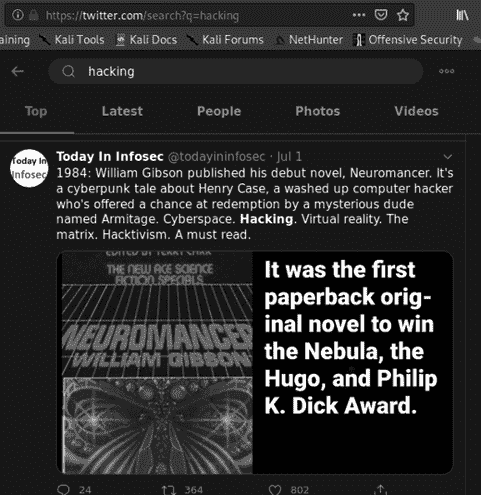 https://twitter.com/search?q=hacking
aining Kali Tools Kali Docs Kali Forums NetHunter Offensive Security
hacking
Top Latest People Photos Videos
Today In Infosec @todayininfosec · Jul 1
1984: William Gibson published his debut novel, Neuromancer. It's
a cyberpunk tale about Henry Case, a washed up computer hacker
who's offered a chance at redemption by a mysterious dude
named Armitage. Cyberspace. Hacking. Virtual reality. The
matrix. Hacktivism. A must read.
Today In
Infosec
EDITED BY TERRY CARR
THE NEW ACE SCIENCE
FICTION SPECIALS
NEUROMANCER
WILLIAM GIBSON
It was the first
paperback orig-
inal novel to win
the Nebula, the
Hugo, and Philip
K. Dick Award.
24 364 802